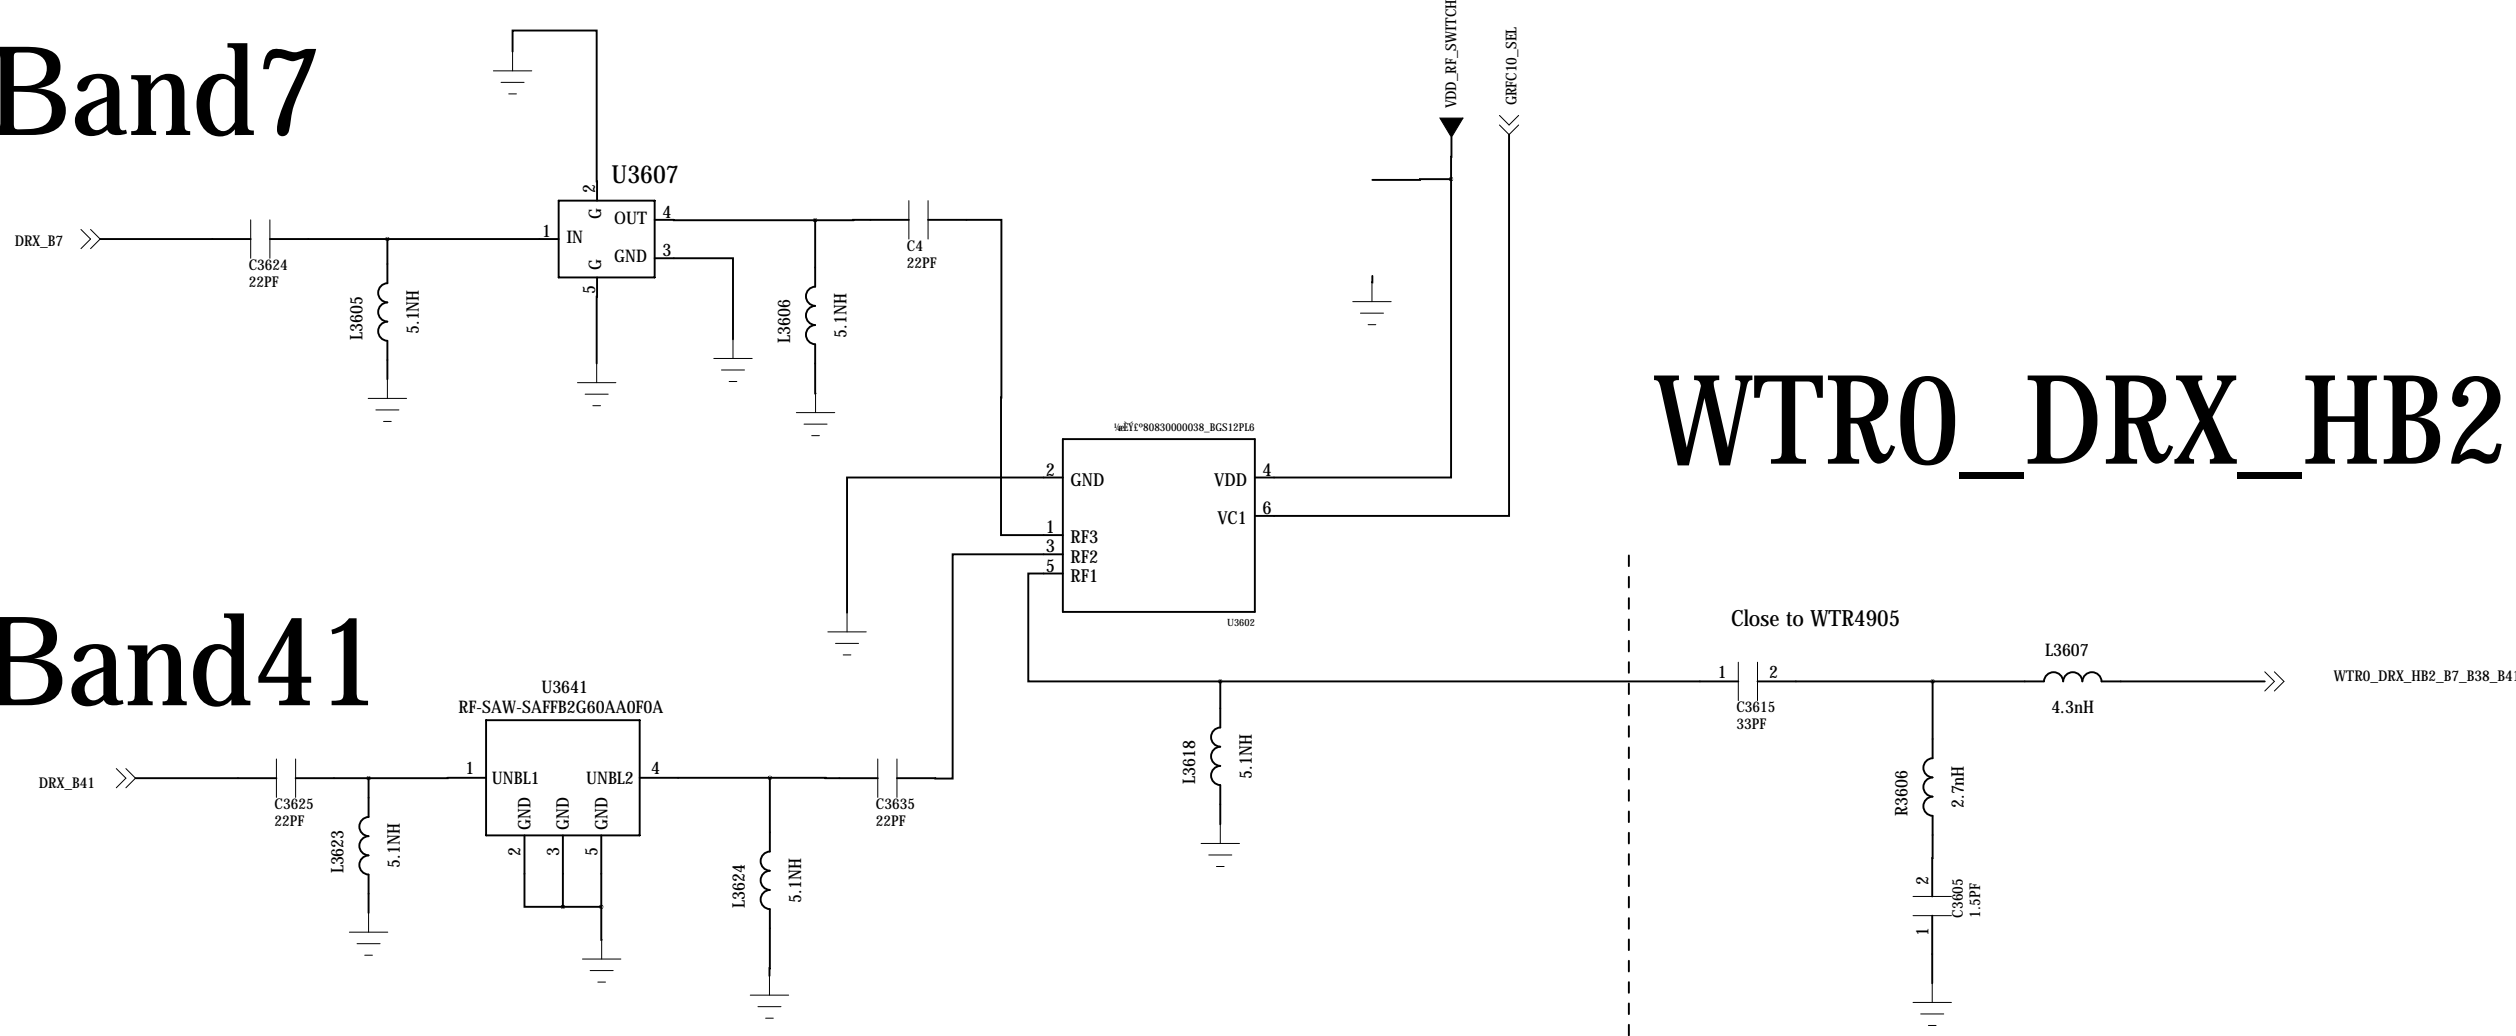 Band7
VDD_RF_SWITCH
GRFC10_SEL
U3607
2
G
OUT
4
1
IN
GND
3
G
5
DRX_B7
C3624
22PF
L3605
5.1NH
L3606
5.1NH
C4
22PF
WTR0_DRX_HB2
¼æÈÝ£º80830000038_BGS12PL6
2
GND
VDD
4
VC1
6
1
RF3
3
RF2
5
RF1
U3602
Band41
U3641
RF-SAW-SAFFB2G60AA0F0A
DRX_B41
C3625
22PF
L3623
5.1NH
1
UNBL1
UNBL2
4
GND
GND
GND
2
3
5
L3624
5.1NH
C3635
22PF
L3618
5.1NH
Close to WTR4905
1
2
C3615
33PF
L3607
4.3nH
WTR0_DRX_HB2_B7_B38_B41
R3606
2.7nH
2
C3605
1.5PF
1